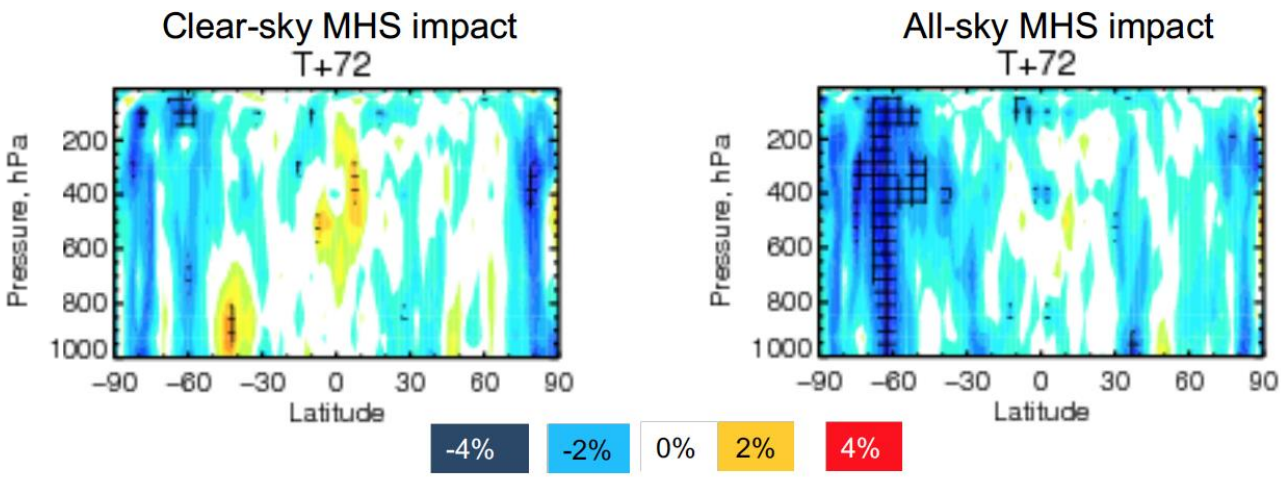 Clear-sky MHS impact
T+72
Pressure, hPa
200
400
600
800
1000
−90 −60 −30 0 30 60 90
Latitude
All-sky MHS impact
T+72
Pressure, hPa
200
400
600
800
1000
−90 −60 −30 0 30 60 90
Latitude
-4% -2% 0% 2% 4%